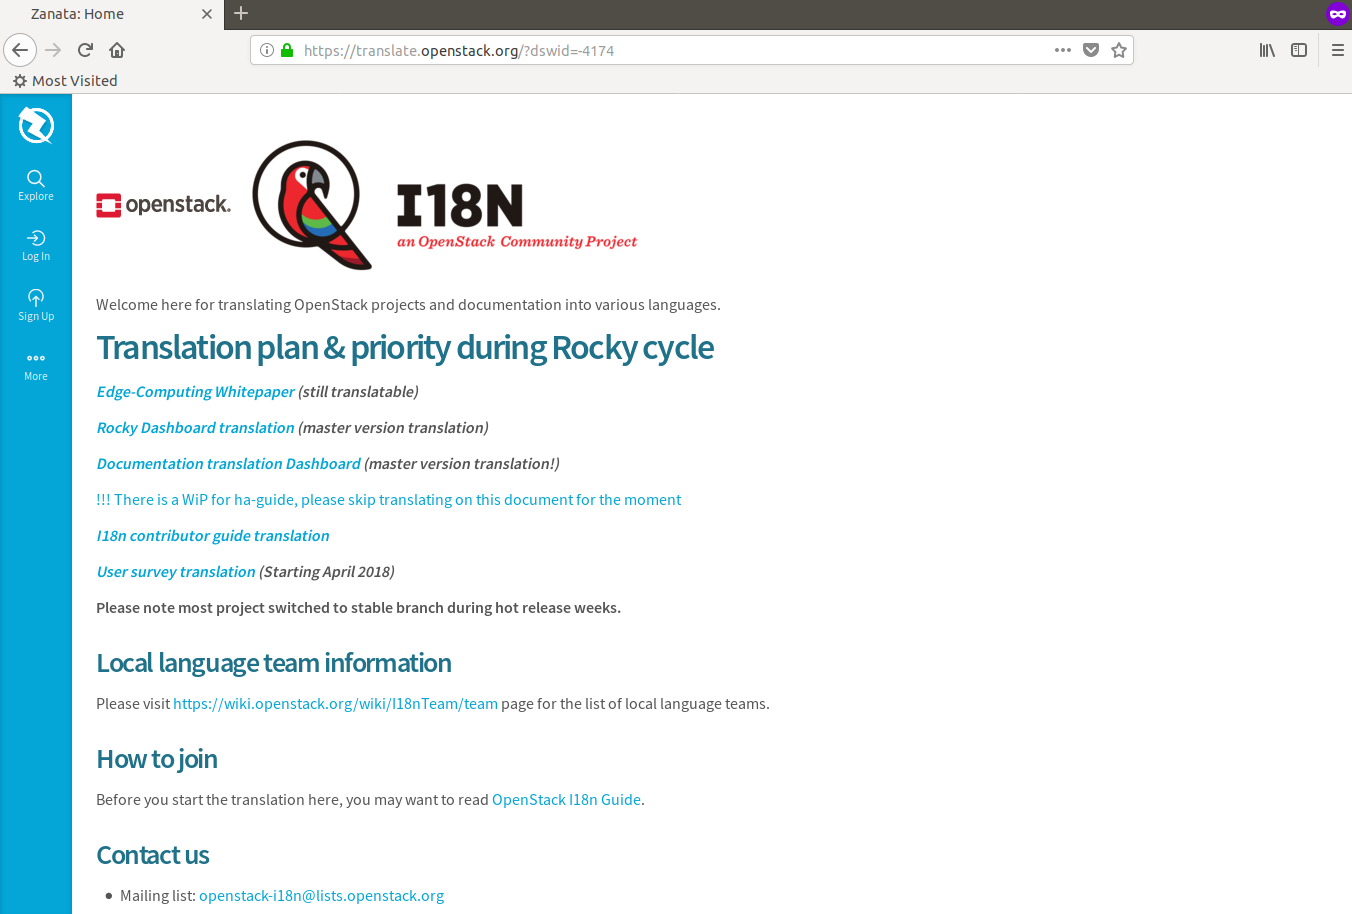 Zanata: Home
https://translate.openstack.org/?dswid=-4174
Most Visited
Explore
Log In
Sign Up
More
openstack.
I18N
an OpenStack Community Project
Welcome here for translating OpenStack projects and documentation into various languages.
Translation plan & priority during Rocky cycle
Edge-Computing Whitepaper (still translatable)
Rocky Dashboard translation (master version translation)
Documentation translation Dashboard (master version translation!)
!!! There is a WiP for ha-guide, please skip translating on this document for the moment
I18n contributor guide translation
User survey translation (Starting April 2018)
Please note most project switched to stable branch during hot release weeks.
Local language team information
Please visit https://wiki.openstack.org/wiki/I18nTeam/team page for the list of local language teams.
How to join
Before you start the translation here, you may want to read OpenStack I18n Guide.
Contact us
• Mailing list: openstack-i18n@lists.openstack.org